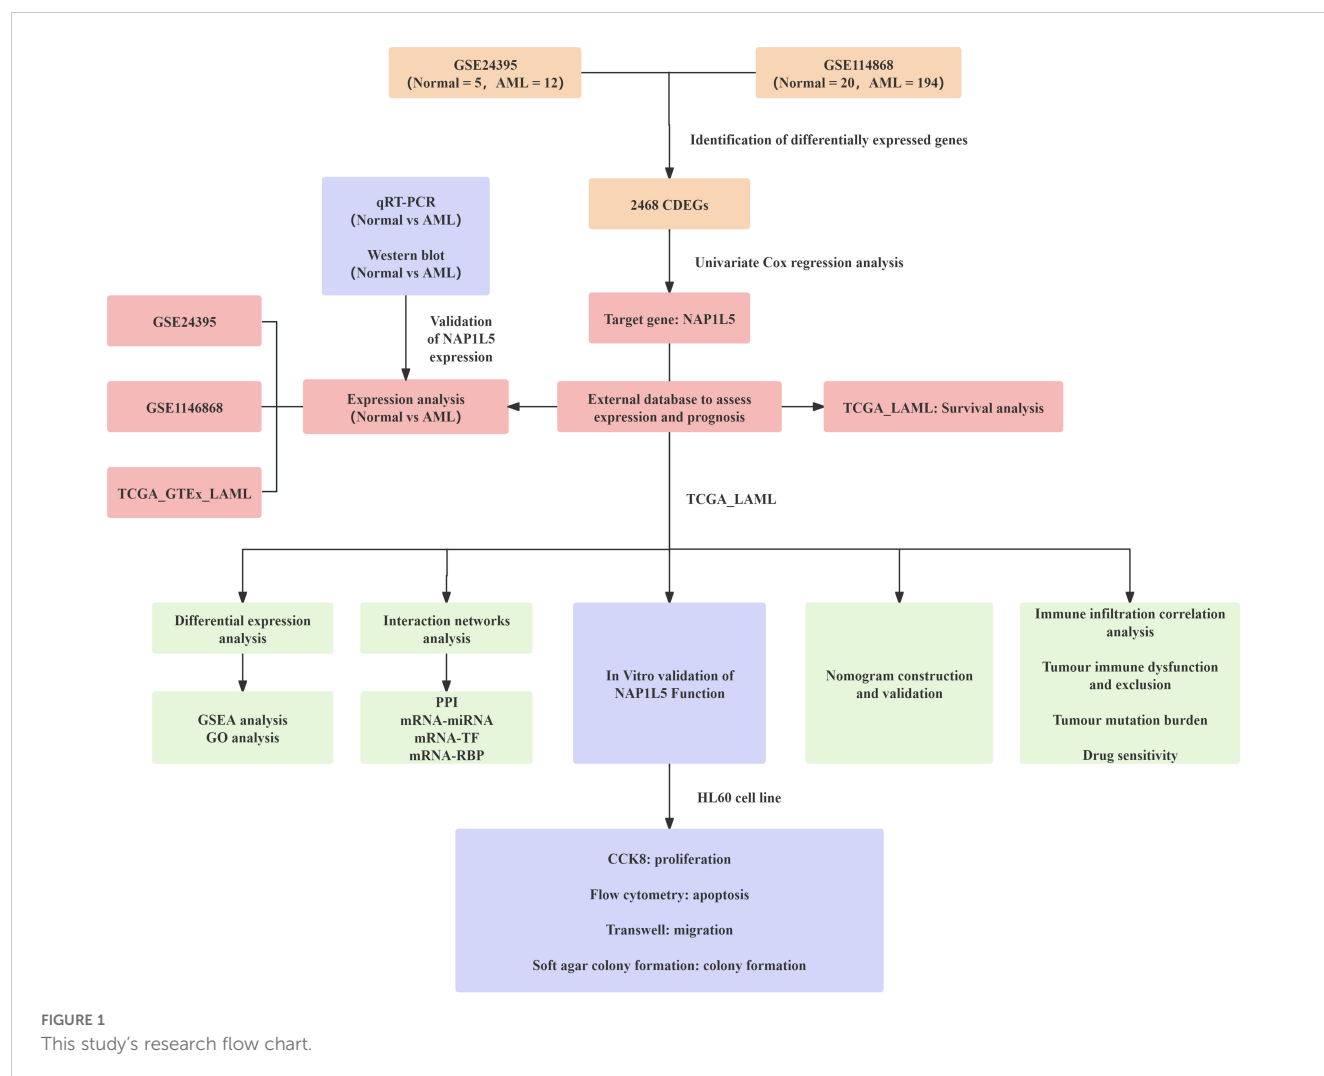 GSE24395
(Normal = 5, AML = 12)
GSE114868
(Normal = 20, AML = 194)
Identification of differentially expressed genes
qRT-PCR
(Normal vs AML)
Western blot
(Normal vs AML)
2468 CDEGs
Univariate Cox regression analysis
GSE24395
Validation
of NAP1L5
expression
Target gene: NAP1L5
GSE1146868
Expression analysis
(Normal vs AML)
External database to assess
expression and prognosis
TCGA_LAML: Survival analysis
TCGA_GTEx_LAML
TCGA_LAML
Differential expression
analysis
Interaction networks
analysis
In Vitro validation of
NAP1L5 Function
Nomogram construction
and validation
Immune infiltration correlation
analysis
Tumour immune dysfunction
and exclusion
Tumour mutation burden
Drug sensitivity
GSEA analysis
GO analysis
PPI
mRNA-miRNA
mRNA-TF
mRNA-RBP
HL60 cell line
CCK8: proliferation
Flow cytometry: apoptosis
Transwell: migration
Soft agar colony formation: colony formation
FIGURE 1
This study's research flow chart.